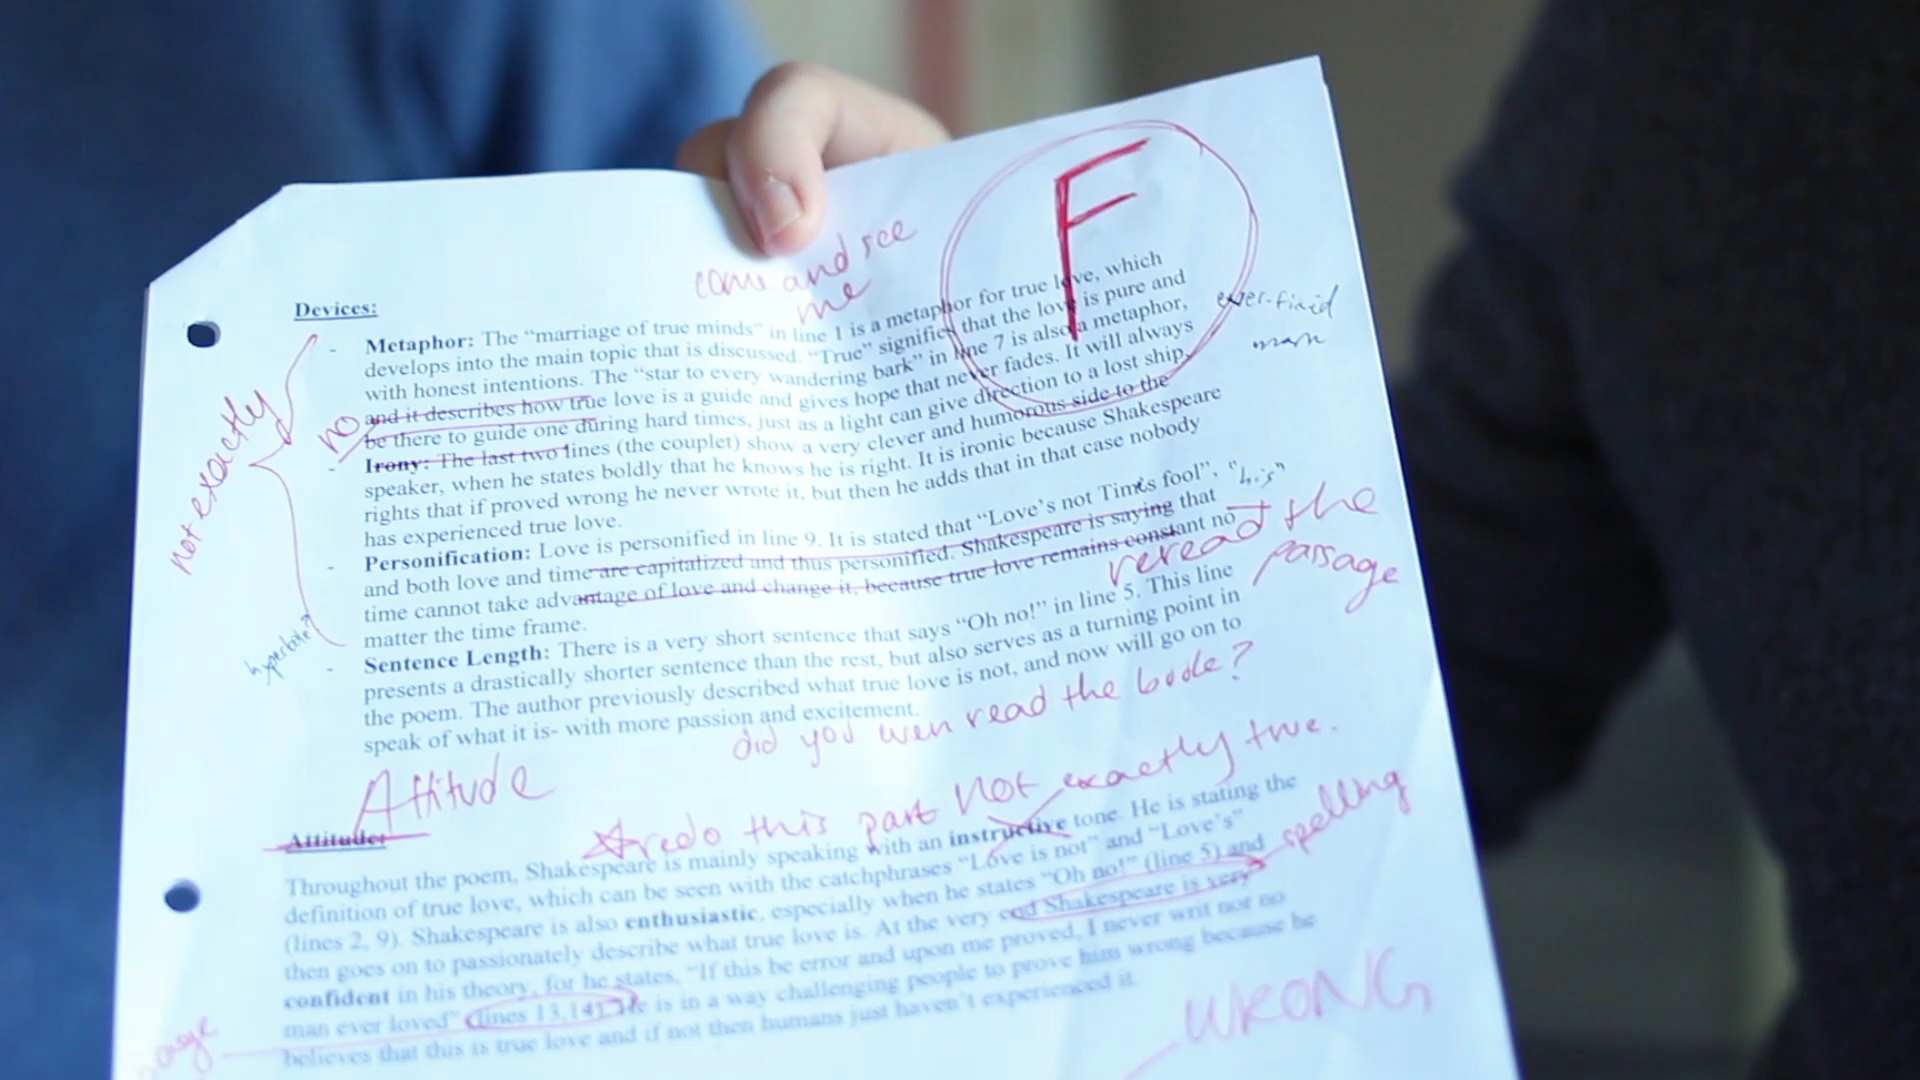 come and see
me
F
Devices:
ever-fixed
mark
- Metaphor: The "marriage of true minds" in line 1 is a metaphor for true love, which
develops into the main topic that is discussed. "True" signifies that the love is pure and
with honest intentions. The "star to every wandering bark" in line 7 is also a metaphor,
and it describes how true love is a guide and gives hope that never fades. It will always
be there to guide one during hard times, just as a light can give direction to a lost ship.
not exactly
no
- Irony: The last two lines (the couplet) show a very clever and humorous side to the
speaker, when he states boldly that he knows he is right. It is ironic because Shakespeare
rights that if proved wrong he never wrote it, but then he adds that in that case nobody
has experienced true love.
- Personification: Love is personified in line 9. It is stated that "Love's not Times fool",
"his"
and both love and time are capitalized and thus personified. Shakespeare is saying that
time cannot take advantage of love and change it, because true love remains constant no
matter the time frame.
reread the
passage
hyperbole?
- Sentence Length: There is a very short sentence that says "Oh no!" in line 5. This line
presents a drastically shorter sentence than the rest, but also serves as a turning point in
the poem. The author previously described what true love is not, and now will go on to
speak of what it is- with more passion and excitement.
did you even read the book?
Attitude
redo this part
Not exactly true.
Attitude:
spelling
Throughout the poem, Shakespeare is mainly speaking with an instructive tone. He is stating the
definition of true love, which can be seen with the catchphrases "Love is not" and "Love's"
(lines 2, 9). Shakespeare is also enthusiastic, especially when he states "Oh no!" (line 5) and
then goes on to passionately describe what true love is. At the very end Shakespeare is very
confident in his theory, for he states, "If this be error and upon me proved, I never writ nor no
man ever loved" (lines 13,14). He is in a way challenging people to prove him wrong because he
believes that this is true love and if not then humans just haven't experienced it.
WRONG